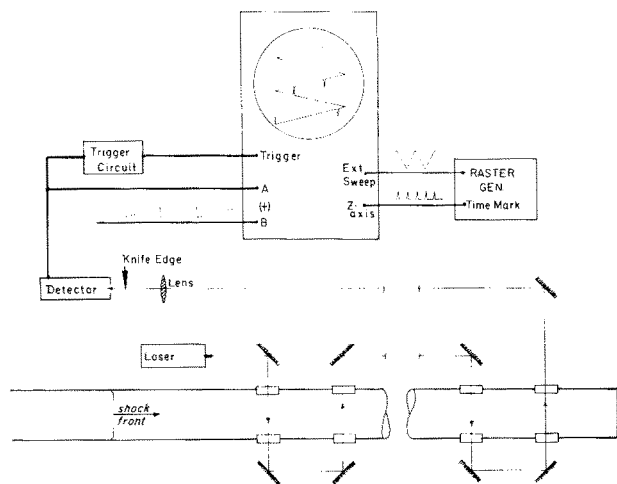 Trigger
Circuit
Trigger
A
(+)
B
Ext.
Sweep
Z-
axis
RASTER
GEN
Time Mark
Knife Edge
Detector
Lens
Laser
shock
front